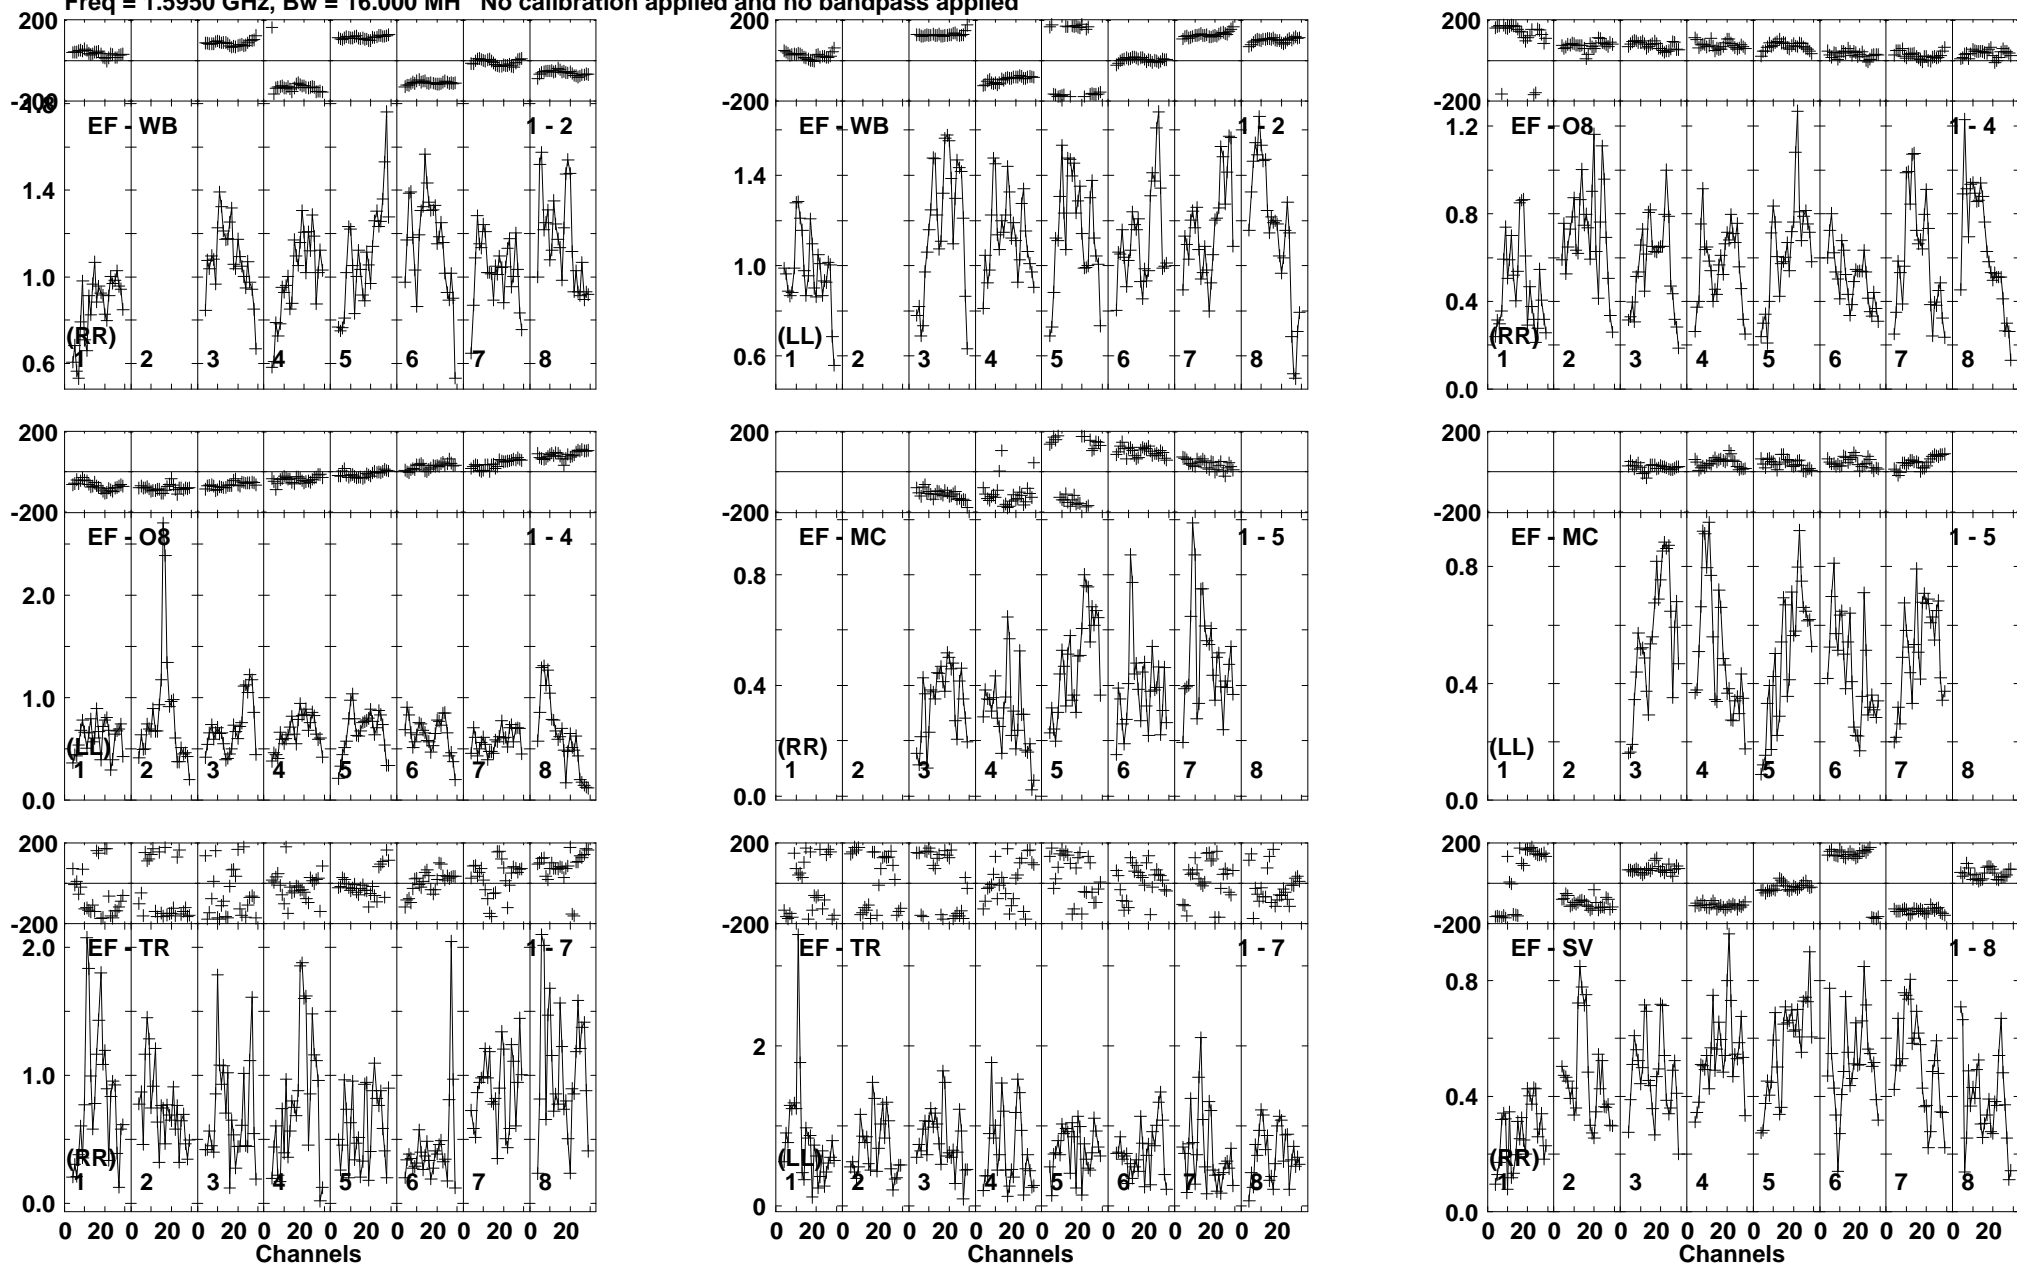 Freq = 1.5950 GHz, Bw = 16.000 MH No calibration applied and no bandpass applied
200 200 200
-200 -200 -200
EF - WB 1 - 2 EF - WB 1 - 2 EF - O8 1 - 4
1.8
1.4 1.4 1.2
1.0 1.0 0.8
0.6 0.6 0.4
0.0
(RR) (LL) (RR)
1 2 3 4 5 6 7 8 1 2 3 4 5 6 7 8 1 2 3 4 5 6 7 8
200 200 200
-200 -200 -200
EF - O8 1 - 4 EF - MC 1 - 5 EF - MC 1 - 5
2.0 0.8 0.8
1.0 0.4 0.4
(LL) (RR) (LL)
1 2 3 4 5 6 7 8 1 2 3 4 5 6 7 8 1 2 3 4 5 6 7 8
0.0 0.0 0.0
200 200 200
-200 -200 -200
EF - TR 1 - 7 EF - TR 1 - 7 EF - SV 1 - 8
2.0 2 0.8
1.0 0.4
(RR) (LL) (RR)
1 2 3 4 5 6 7 8 1 2 3 4 5 6 7 8 1 2 3 4 5 6 7 8
0.0 0 0.0
0 20 0 20 0 20 0 20 0 20 0 20 0 20 0 20 0 20 0 20 0 20 0 20 0 20 0 20 0 20 0 20 0 20 0 20 0 20 0 20 0 20 0 20 0 20 0 20
Channels Channels Channels